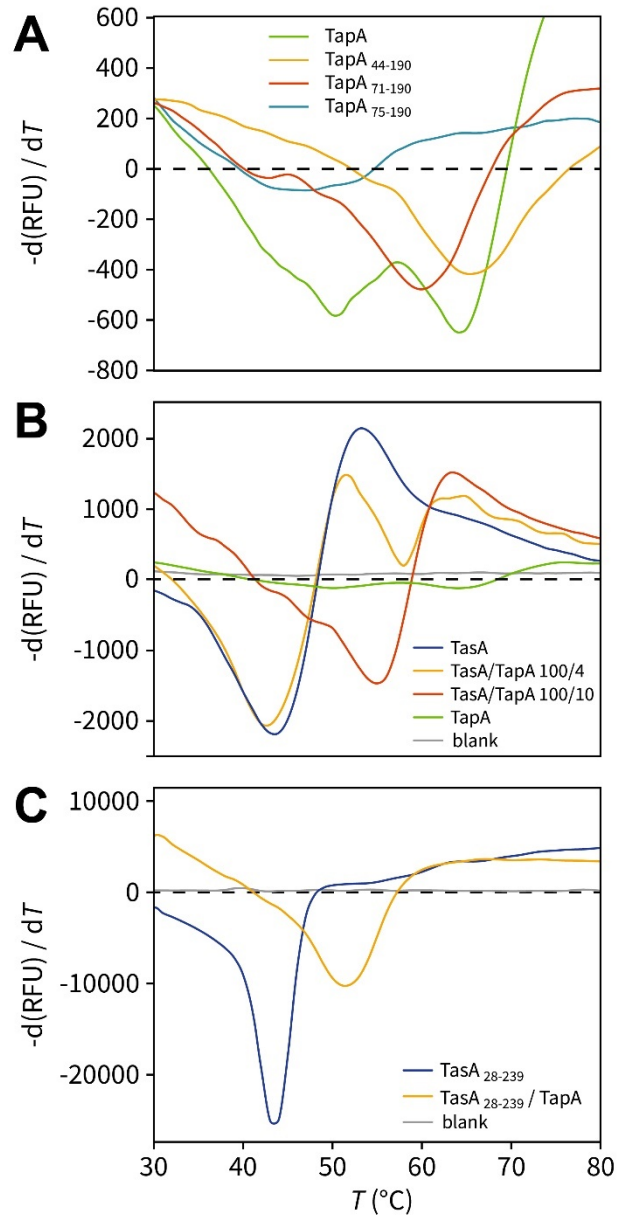 A
600
400
200
0
-200
-400
-600
-800
-d(RFU) / dT
TapA
TapA 44-190
TapA 71-190
TapA 75-190
B
2000
1000
0
-1000
-2000
-d(RFU) / dT
TasA
TasA/TapA 100/4
TasA/TapA 100/10
TapA
blank
C
10000
0
-10000
-20000
-d(RFU) / dT
TasA 28-239
TasA 28-239 / TapA
blank
30 40 50 60 70 80
T (°C)